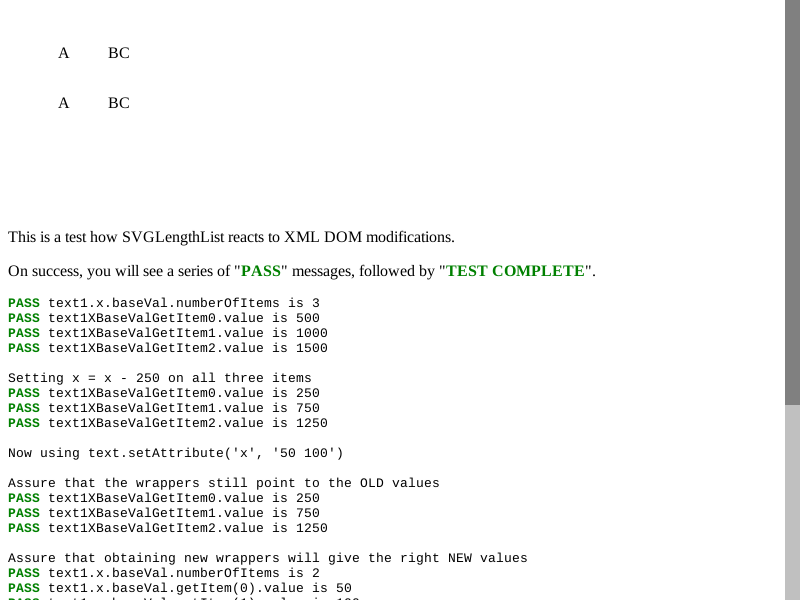 A BC
A BC
This is a test how SVGLengthList reacts to XML DOM modifications.
On success, you will see a series of "PASS" messages, followed by "TEST COMPLETE".
PASS text1.x.baseVal.numberOfItems is 3
PASS text1XBaseValGetItem0.value is 500
PASS text1XBaseValGetItem1.value is 1000
PASS text1XBaseValGetItem2.value is 1500
Setting x = x - 250 on all three items
PASS text1XBaseValGetItem0.value is 250
PASS text1XBaseValGetItem1.value is 750
PASS text1XBaseValGetItem2.value is 1250
Now using text.setAttribute('x', '50 100')
Assure that the wrappers still point to the OLD values
PASS text1XBaseValGetItem0.value is 250
PASS text1XBaseValGetItem1.value is 750
PASS text1XBaseValGetItem2.value is 1250
Assure that obtaining new wrappers will give the right NEW values
PASS text1.x.baseVal.numberOfItems is 2
PASS text1.x.baseVal.getItem(0).value is 50